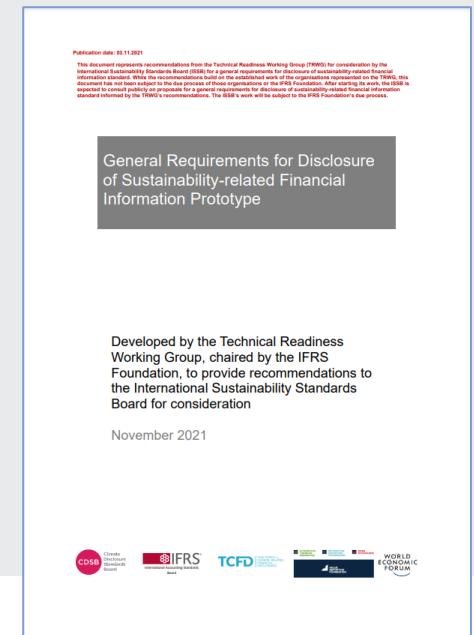 Publication date: 03.11.2021
This document represents recommendations from the Technical Readiness Working Group (TRWG) for consideration by the
International Sustainability Standards Board (ISSB) for a general requirements for disclosure of sustainability-related financial
information standard. While the recommendations build on the established work of the organisations represented on the TRWG, this
document has not been subject to the due process of those organisations or the IFRS Foundation. After starting its work, the ISSB is
expected to consult publicly on proposals for a general requirements for disclosure of sustainability-related financial information
standard informed by the TRWG's recommendations. The ISSB's work will be subject to the IFRS Foundation's due process.
General Requirements for Disclosure
of Sustainability-related Financial
Information Prototype
Developed by the Technical Readiness
Working Group, chaired by the IFRS
Foundation, to provide recommendations to
the International Sustainability Standards
Board for consideration
November 2021
CDSB
Climate
Disclosure
Standards
Board
IFRS
International Accounting Standards
Board
TCFD
WORLD
ECONOMIC
FORUM